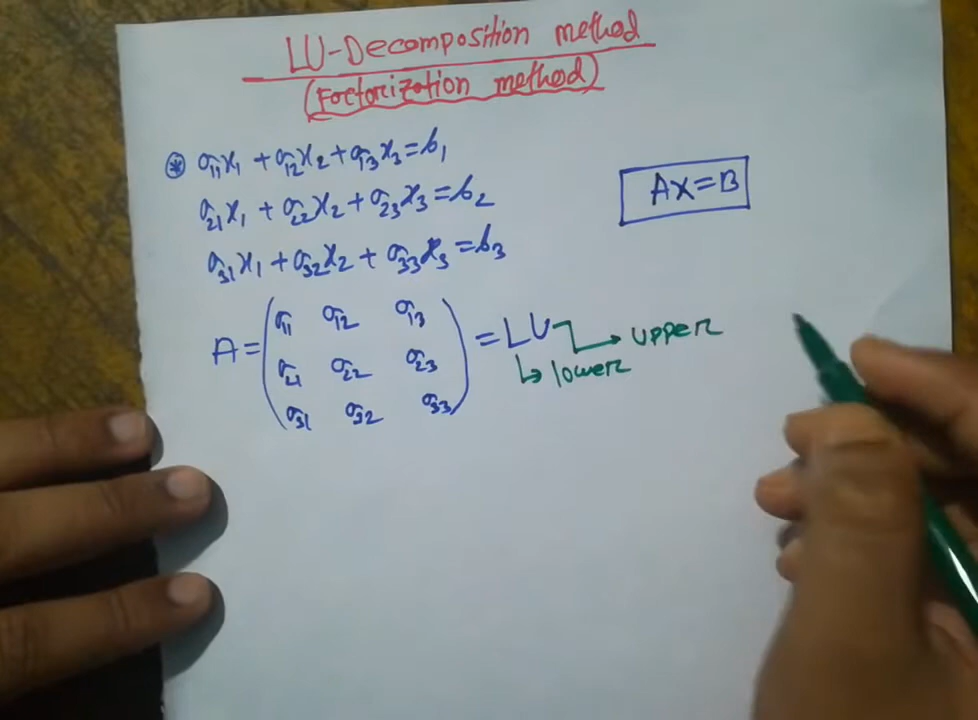 LU-Decomposition method
(Factorization method)
* a₁₁x₁ + a₁₂x₂ + a₁₃x₃ = b₁
a₂₁x₁ + a₂₂x₂ + a₂₃x₃ = b₂
AX=B
a₃₁x₁ + a₃₂x₂ + a₃₃x₃ = b₃
a₁₁ a₁₂ a₁₃
A = a₂₁ a₂₂ a₂₃ = LU → upper
↳ lower
a₃₁ a₃₂ a₃₃